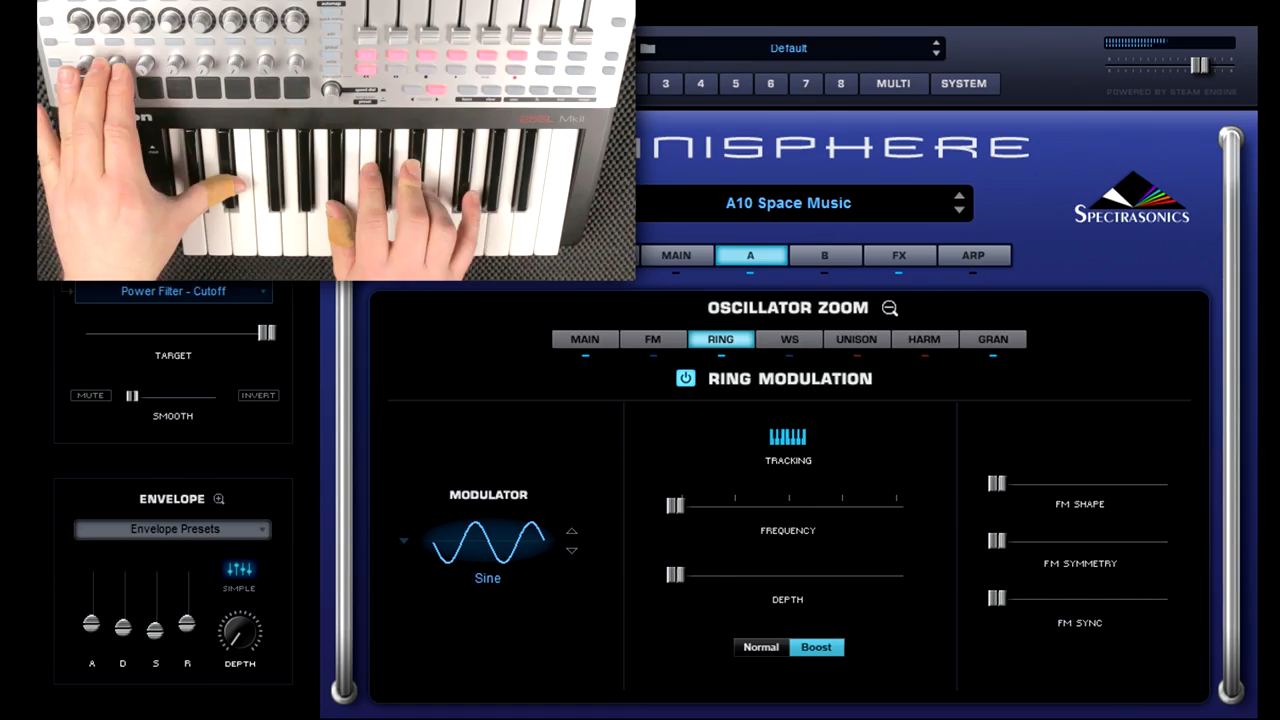 Default
3 4 5 6 7 8 MULTI SYSTEM
POWERED BY STEAM ENGINE
25SL MkII
NISPHERE
A10 Space Music
SPECTRASONICS
MAIN A B FX ARP
Power Filter - Cutoff
OSCILLATOR ZOOM
TARGET
MAIN FM RING WS UNISON HARM GRAN
RING MODULATION
MUTE INVERT
SMOOTH
TRACKING
MODULATOR
FM SHAPE
ENVELOPE
Envelope Presets
FREQUENCY
FM SYMMETRY
Sine
SIMPLE
DEPTH
FM SYNC
Normal Boost
A D S R DEPTH